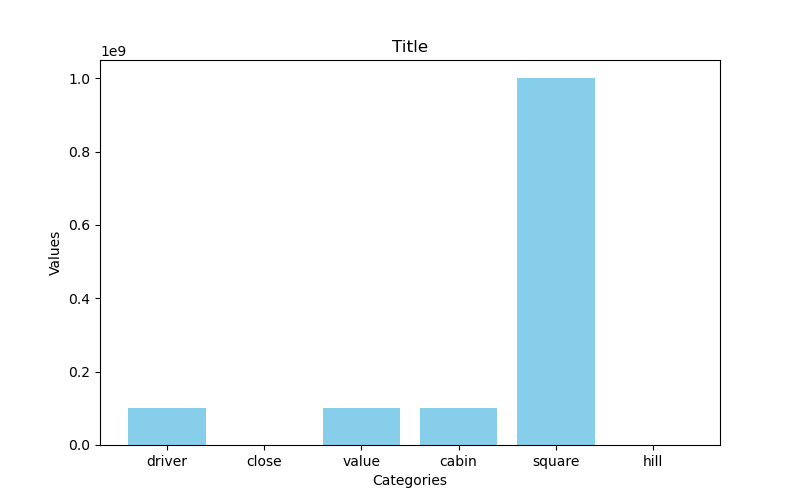 Title
1e9
1.0
0.8
0.6
0.4
0.2
0.0
Values
driver close value cabin square hill
Categories